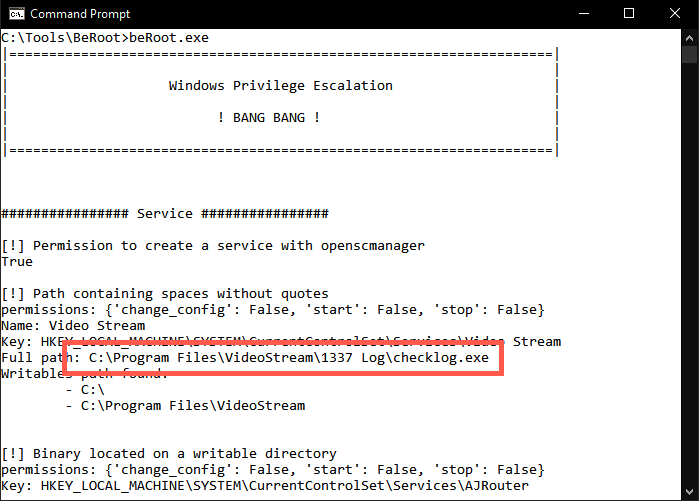 Command Prompt
C:\Tools\BeRoot>beRoot.exe
|====================================================================|
|                                                                    |
|                    Windows Privilege Escalation                    |
|                                                                    |
|                          ! BANG BANG !                             |
|                                                                    |
|====================================================================|
################ Service ################
[!] Permission to create a service with openscmanager
True
[!] Path containing spaces without quotes
permissions: {'change_config': False, 'start': False, 'stop': False}
Name: Video Stream
Key: HKEY_LOCAL_MACHINE\SYSTEM\CurrentControlSet\Services\Video Stream
Full path: C:\Program Files\VideoStream\1337 Log\checklog.exe
Writables path found:
- C:\
- C:\Program Files\VideoStream
[!] Binary located on a writable directory
permissions: {'change_config': False, 'start': False, 'stop': False}
Key: HKEY_LOCAL_MACHINE\SYSTEM\CurrentControlSet\Services\AJRouter